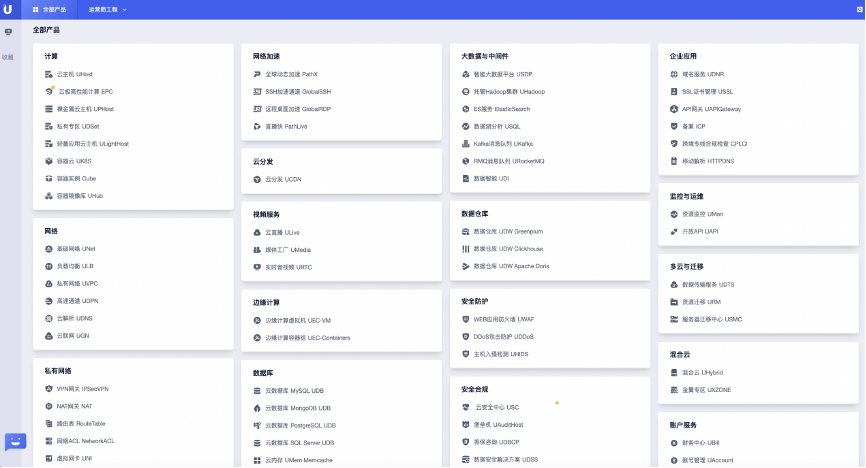 全部产品
运营商工程
全部产品
收藏
计算
云主机 UHost
云极高性能计算 EPC
裸金属云主机 UPHost
私有专区 UDSet
轻量应用云主机 ULightHost
容器云 UK8S
容器实例 Cube
容器镜像库 UHub
网络
基础网络 UNet
负载均衡 ULB
私有网络 UVPC
高速通道 UDPN
云解析 UDNS
云联网 UGN
私有网络
VPN网关 IPSecVPN
NAT网关 NAT
路由表 RouteTable
网络ACL NetworkACL
虚拟网卡 UNI
网络加速
全球动态加速 PathX
SSH加速通道 GlobalSSH
远程桌面加速 GlobalRDP
直播快 PathLive
云分发
云分发 UCDN
视频服务
云直播 ULive
媒体工厂 UMedia
实时音视频 URTC
边缘计算
边缘计算虚拟机 UEC-VM
边缘计算容器组 UEC-Containers
数据库
云数据库 MySQL UDB
云数据库 MongoDB UDB
云数据库 PostgreSQL UDB
云数据库 SQL Server UDB
云内存 UMem Memcache
大数据与中间件
智能大数据平台 USDP
托管Hadoop集群 UHadoop
ES服务 ElasticSearch
数据湖分析 USQL
Kafka消息队列 UKafka
RMQ消息队列 URocketMQ
数据智能 UDI
数据仓库
数据仓库 UDW Greenplum
数据仓库 UDW Clickhouse
数据仓库 UDW Apache Doris
安全防护
WEB应用防火墙 UWAF
DDoS攻击防护 UDDoS
主机入侵检测 UHIDS
安全合规
云安全中心 USC
堡垒机 UAuditHost
等保咨询 UDBCP
数据安全解决方案 UDSS
企业应用
域名服务 UDNR
SSL证书管理 USSL
API网关 UAPIGateway
备案 ICP
跨境专线合规检查 CPLCI
移动解析 HTTPDNS
监控与运维
资源监控 UMon
开放API UAPI
多云与迁移
数据传输服务 UDTS
资源迁移 URM
服务器迁移中心 USMC
混合云
混合云 UHybrid
金翼专区 UXZONE
账户服务
财务中心 UBill
账号管理 UAccount